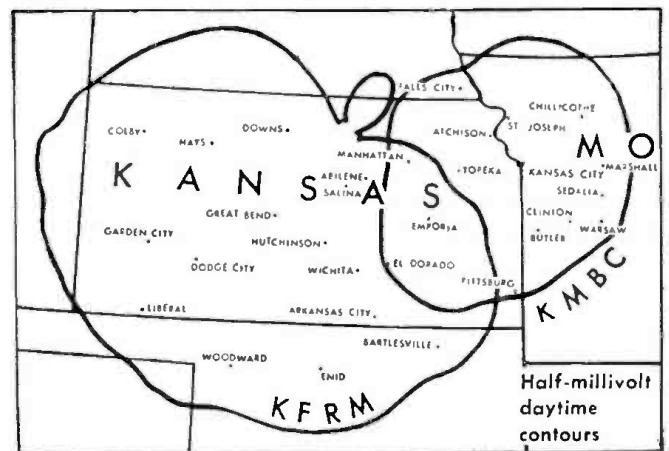 FALLS CITY
CHILLICOTHE
COLBY
HAYS
DOWNS
ATCHISON
ST JOSEPH
M O
MANHATTAN
TOPEKA
KANSAS CITY
MARSHALL
K A N S A S
ABILENE
SALINA
SEDALIA
GREAT BEND
EMPORIA
CLINTON
WARSAW
GARDEN CITY
HUTCHINSON
BUTLER
DODGE CITY
WICHITA
EL DORADO
PITTSBURG
KMBC
LIBERAL
ARKANSAS CITY
BARTLESVILLE
WOODWARD
ENID
KFRM
Half-millivolt
daytime
contours